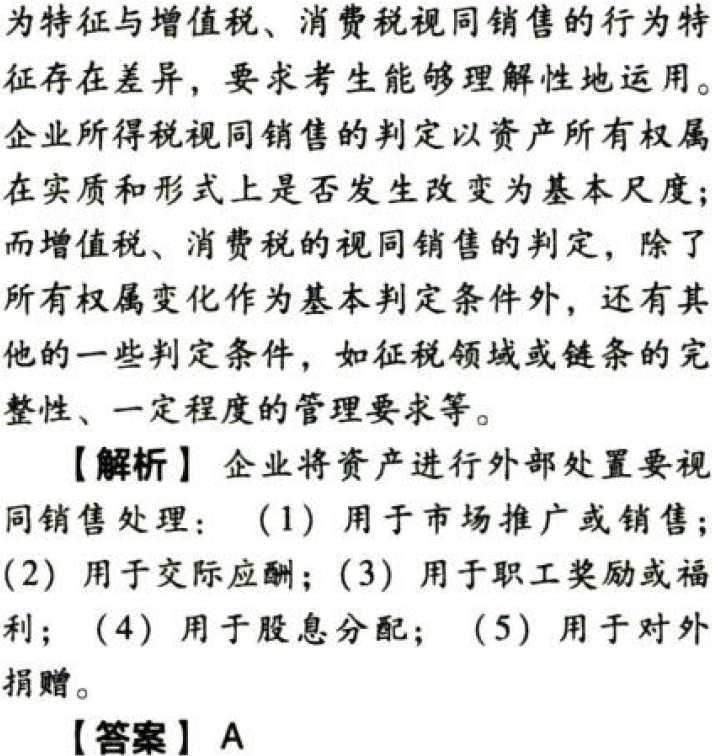 为特征与增值税、消费税视同销售的行为特
征存在差异，要求考生能够理解性地运用。
企业所得税视同销售的判定以资产所有权属
在实质和形式上是否发生改变为基本尺度；
而增值税、消费税的视同销售的判定，除了
所有权属变化作为基本判定条件外，还有其
他的一些判定条件，如征税领域或链条的完
整性、一定程度的管理要求等。
【解析】 企业将资产进行外部处置要视
同销售处理：（1）用于市场推广或销售；
（2）用于交际应酬；（3）用于职工奖励或福
利；（4）用于股息分配；（5）用于对外
捐赠。
【答案】 A